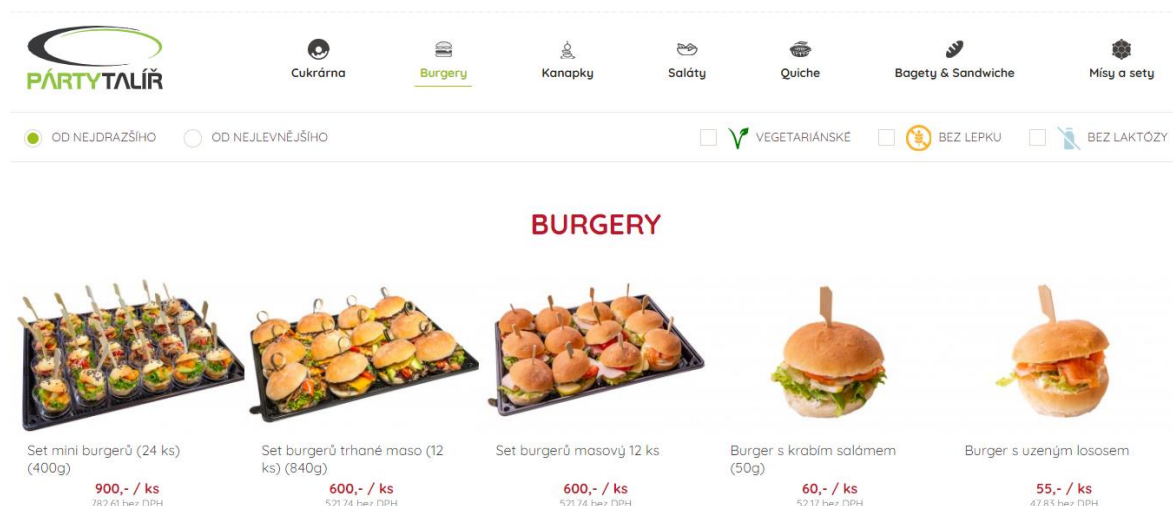 PÁRTYTALÍŘ
Cukrárna
Burgery
Kanapky
Saláty
Quiche
Bagety & Sandwiche
Mísy a sety
OD NEJDRAZŠÍHO
OD NEJLEVNĚJŠÍHO
VEGETARIÁNSKÉ
BEZ LEPKU
BEZ LAKTÓZY
BURGERY
Set mini burgerů (24 ks)
(400g)
900,- / ks
782.61 bez DPH
Set burgerů trhané maso (12
ks) (840g)
600,- / ks
521.74 bez DPH
Set burgerů masový 12 ks
600,- / ks
521.74 bez DPH
Burger s krabím salámem
(50g)
60,- / ks
52.17 bez DPH
Burger s uzeným lososem
55,- / ks
47.83 bez DPH